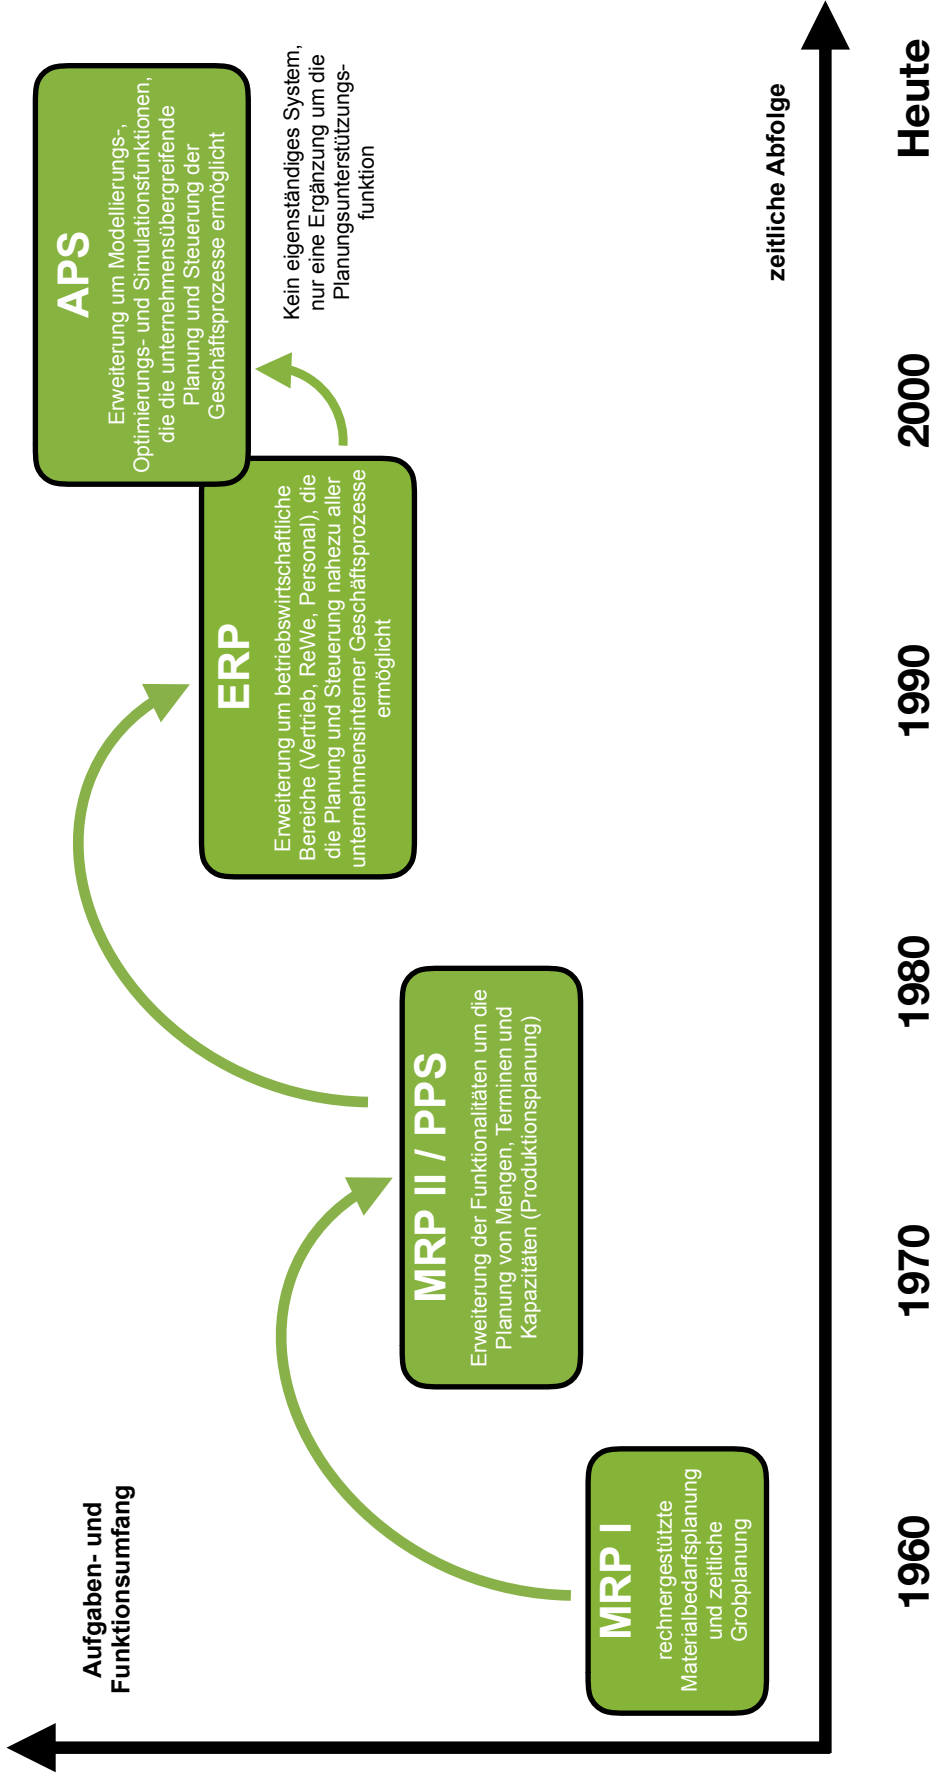 Aufgaben- und
Funktionsumfang
MRP I
rechnergestützte
Materialbedarfsplanung
und zeitliche
Grobplanung
MRP II / PPS
Erweiterung der Funktionalitäten um die
Planung von Mengen, Terminen und
Kapazitäten (Produktionsplanung)
ERP
Erweiterung um betriebswirtschaftliche
Bereiche (Vertrieb, ReWe, Personal), die
die Planung und Steuerung nahezu aller
unternehmensinterner Geschäftsprozesse
ermöglicht
APS
Erweiterung um Modellierungs-,
Optimierungs- und Simulationsfunktionen,
die die unternehmensübergreifende
Planung und Steuerung der
Geschäftsprozesse ermöglicht
Kein eigenständiges System,
nur eine Ergänzung um die
Planungsunterstützungs-
funktion
zeitliche Abfolge
1960
1970
1980
1990
2000
Heute